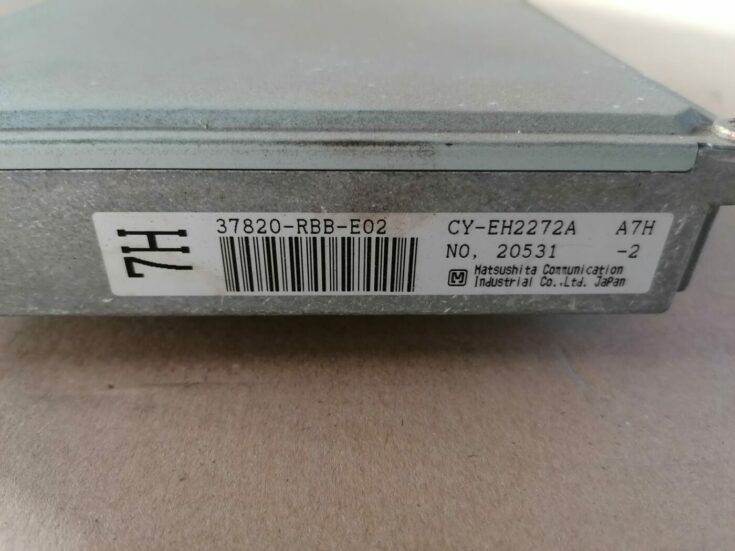 7H
37820-RBB-E02
CY-EH2272A A7H
NO, 20531 -2
M Matsushita Communication
Industrial Co.,Ltd. JaPan